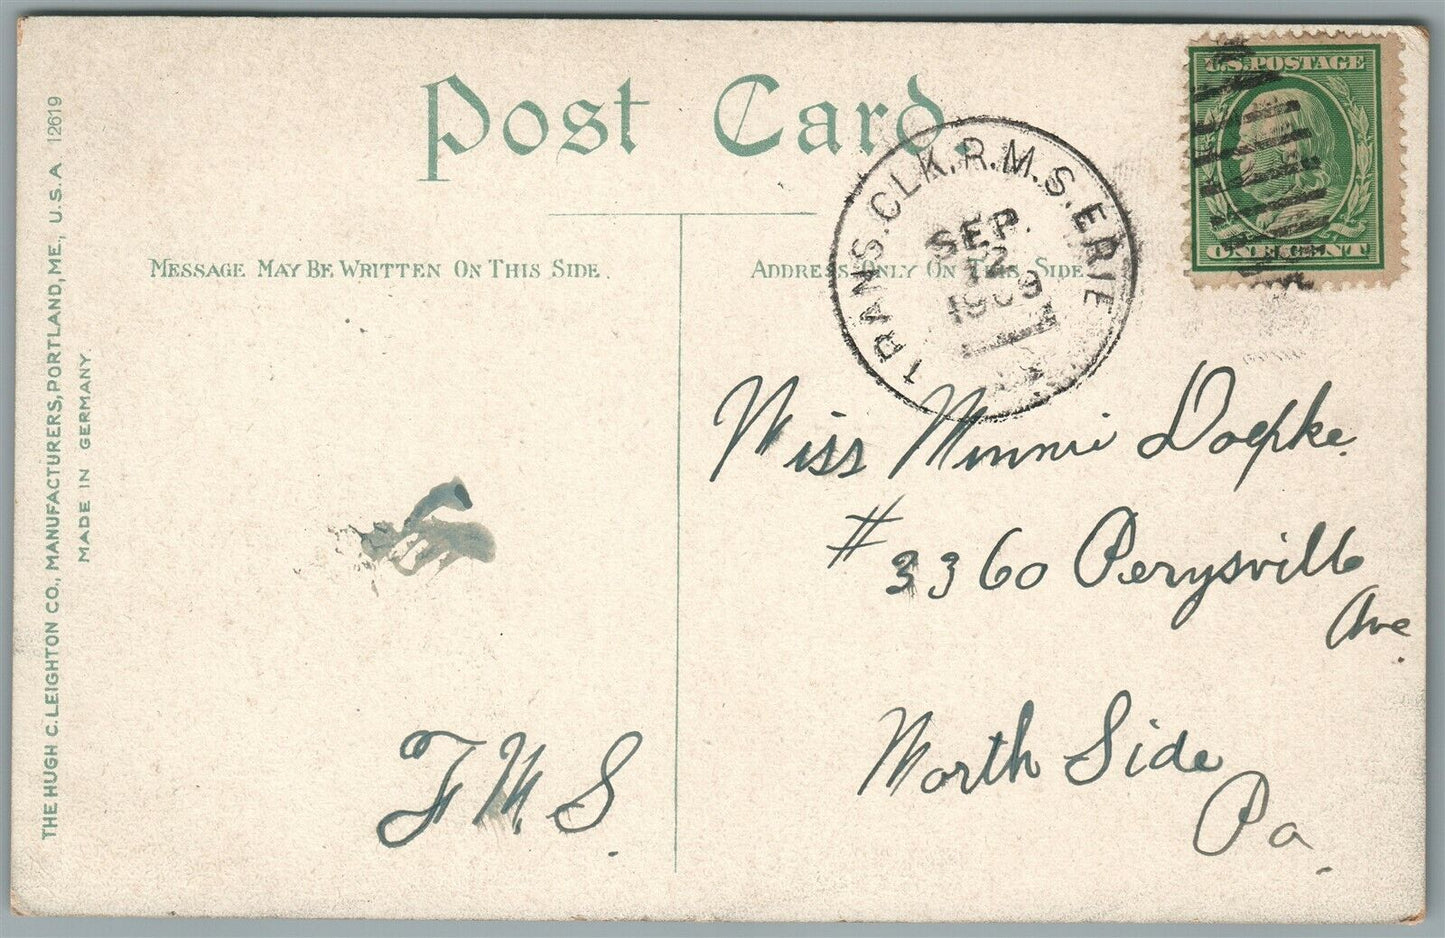 Post Card.
U.S. POSTAGE
ONE CENT
TRANS. CLK. R.M.S. ERIE
SEP.
12
1909
MESSAGE MAY BE WRITTEN ON THIS SIDE.
ADDRESS ONLY ON THIS SIDE
THE HUGH C. LEIGHTON CO., MANUFACTURERS, PORTLAND, ME., U.S.A 12619
MADE IN GERMANY
Miss Minnie Doepke.
# 3360 Perysville
Ave.
North Side
Pa.
F. M. S.